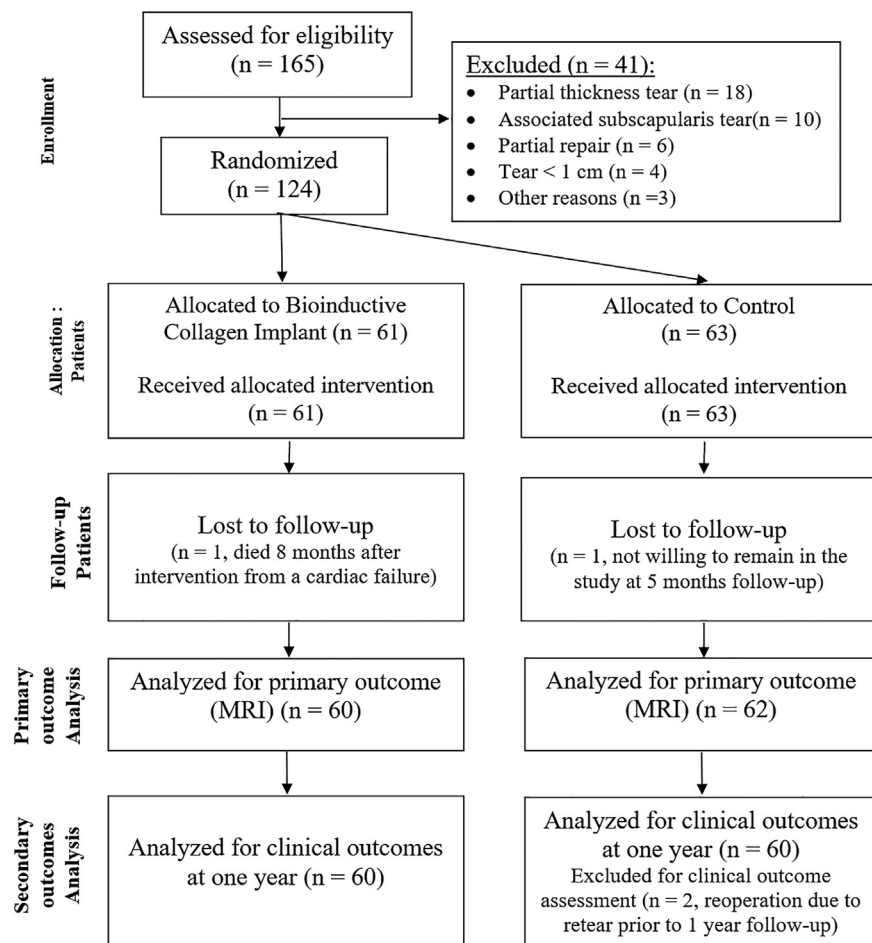 Enrollment
Assessed for eligibility
(n = 165)
Excluded (n = 41):
• Partial thickness tear (n = 18)
• Associated subscapularis tear(n = 10)
• Partial repair (n = 6)
• Tear < 1 cm (n = 4)
• Other reasons (n =3)
Randomized
(n = 124)
Allocation :
Patients
Allocated to Bioinductive
Collagen Implant (n = 61)
Received allocated intervention
(n = 61)
Allocated to Control
(n = 63)
Received allocated intervention
(n = 63)
Follow-up
Patients
Lost to follow-up
(n = 1, died 8 months after
intervention from a cardiac failure)
Lost to follow-up
(n = 1, not willing to remain in the
study at 5 months follow-up)
Primary
outcome
Analysis
Analyzed for primary outcome
(MRI) (n = 60)
Analyzed for primary outcome
(MRI) (n = 62)
Secondary
outcomes
Analysis
Analyzed for clinical outcomes
at one year (n = 60)
Analyzed for clinical outcomes
at one year (n = 60)
Excluded for clinical outcome
assessment (n = 2, reoperation due to
retear prior to 1 year follow-up)